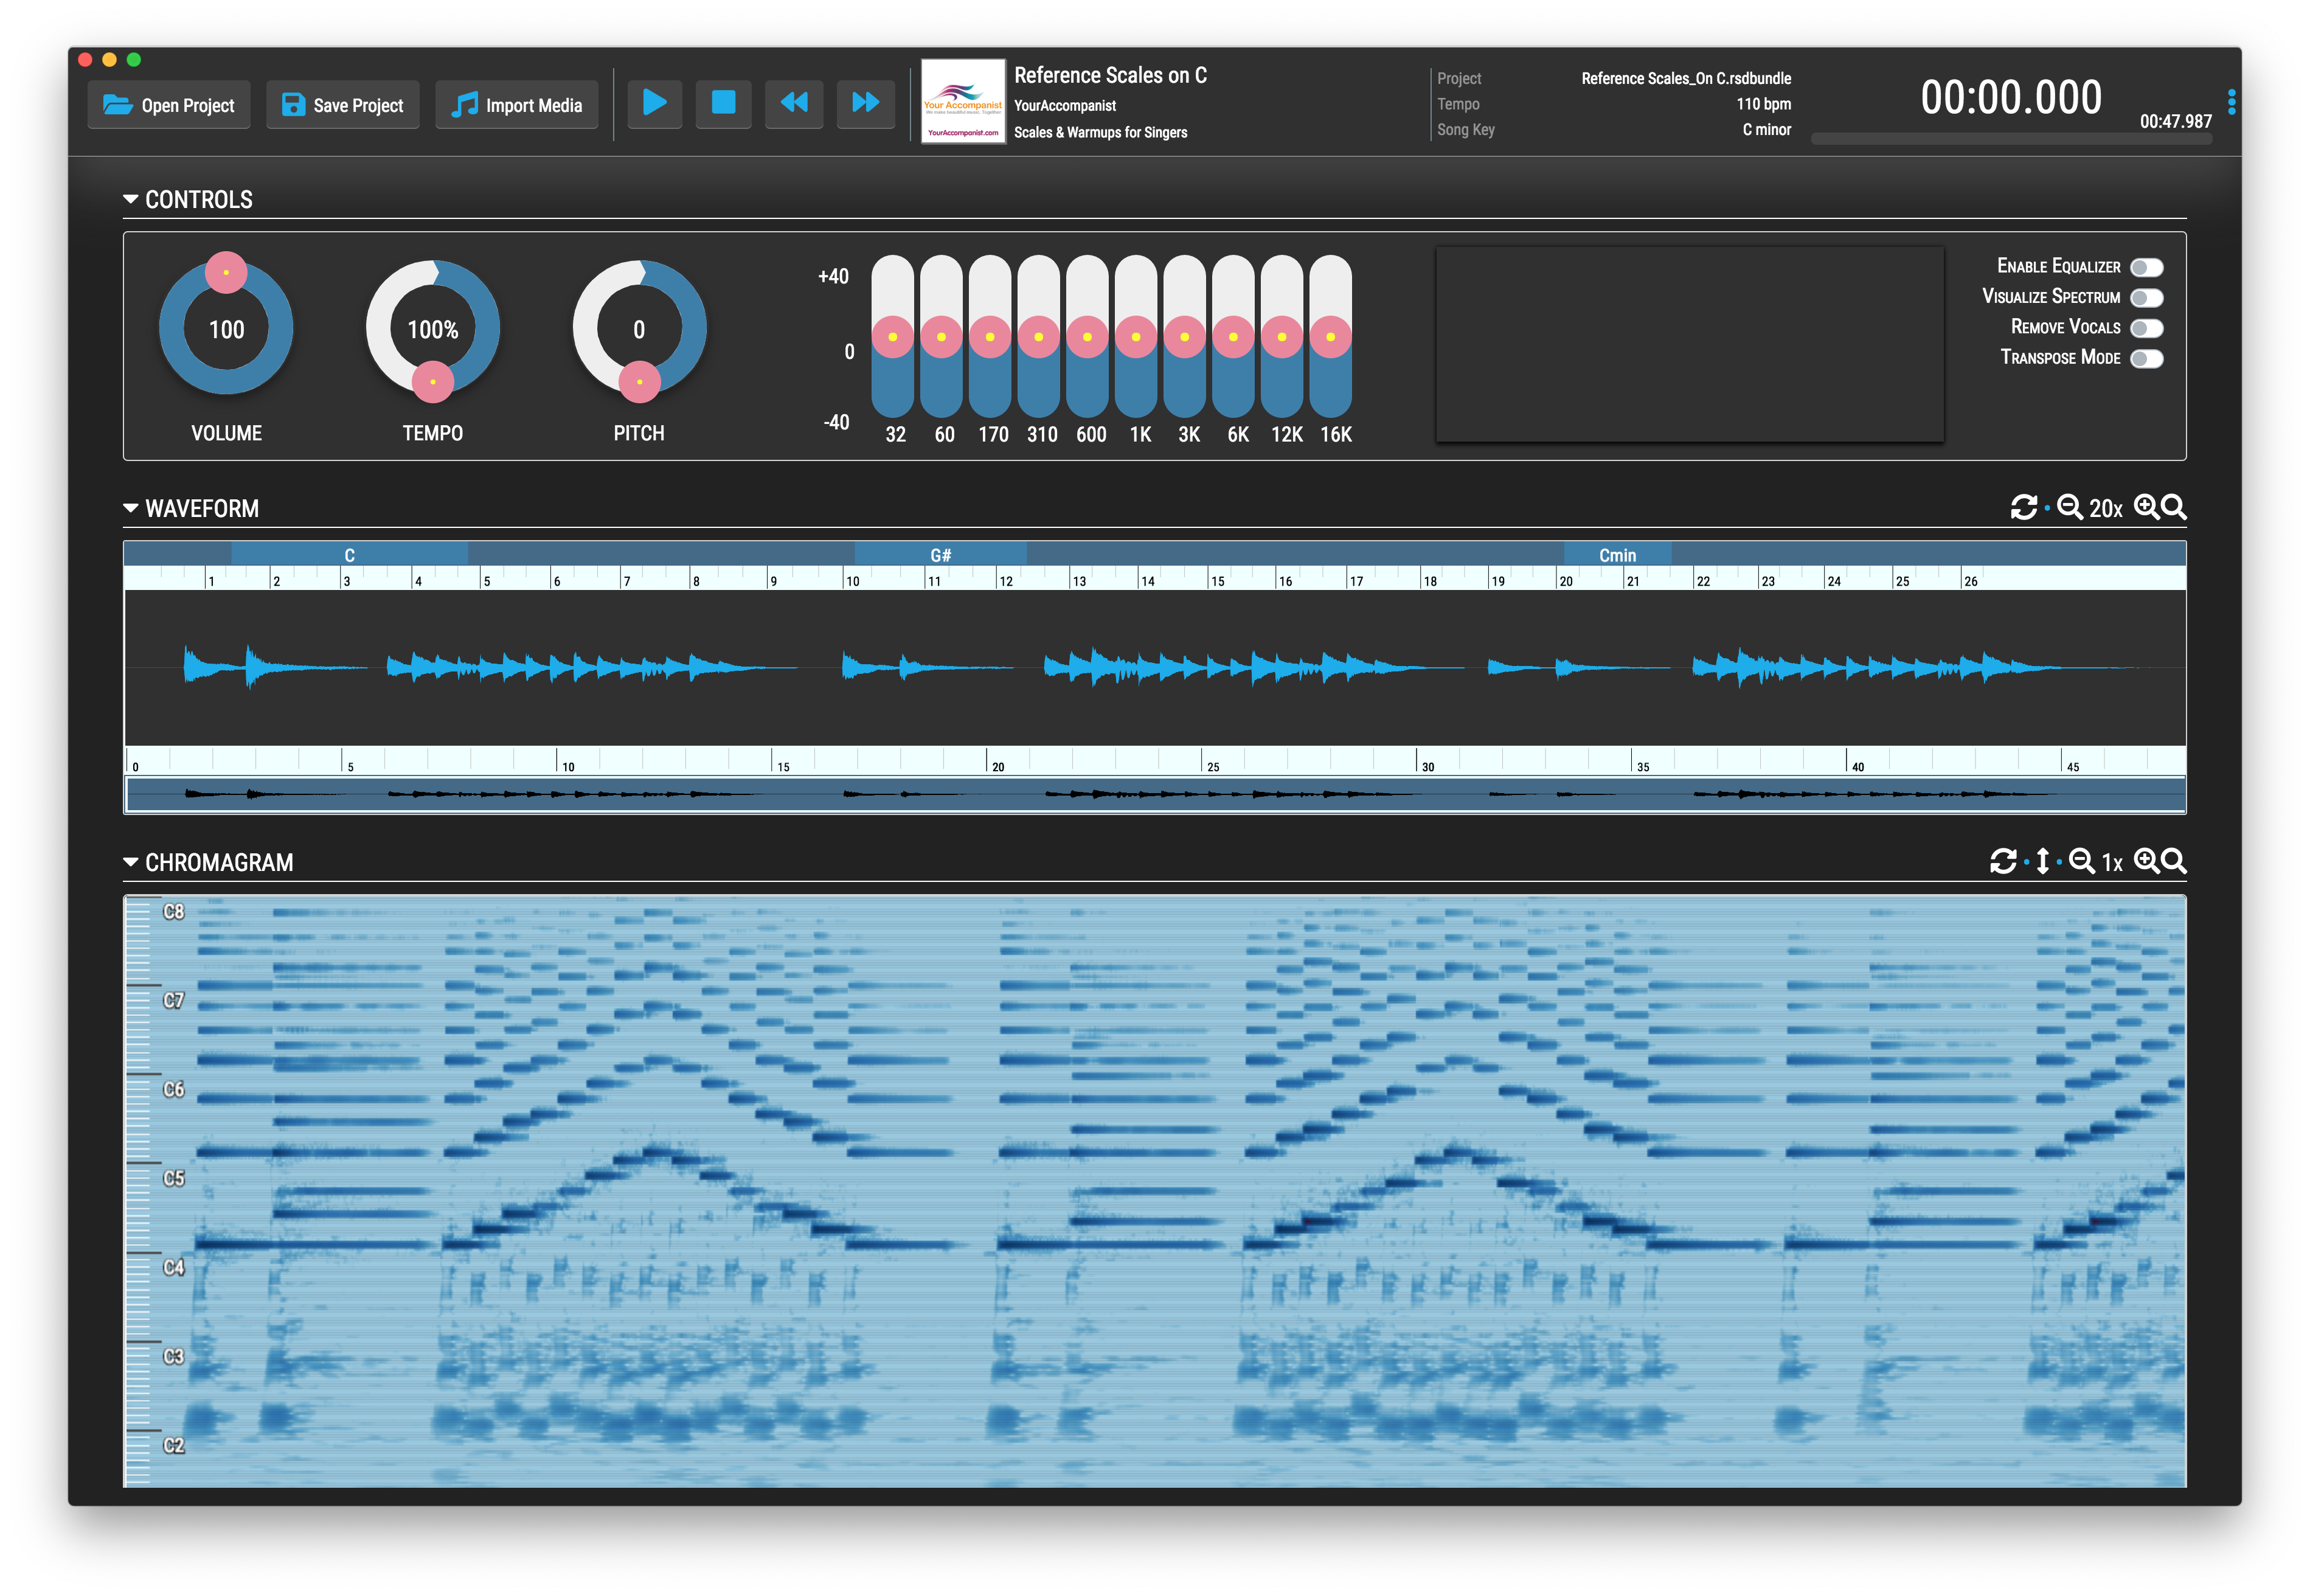 Open Project
Save Project
Import Media
Your Accompanist
We make beautiful music, Together
YourAccompanist.com
Reference Scales on C
YourAccompanist
Scales & Warmups for Singers
Project Reference Scales_On C.rsdbundle
Tempo 110 bpm
Song Key C minor
00:00.000
00:47.987
CONTROLS
100
VOLUME
100%
TEMPO
0
PITCH
+40
0
-40
32 60 170 310 600 1K 3K 6K 12K 16K
ENABLE EQUALIZER
VISUALIZE SPECTRUM
REMOVE VOCALS
TRANSPOSE MODE
WAVEFORM
20x
C G# Cmin
1 2 3 4 5 6 7 8 9 10 11 12 13 14 15 16 17 18 19 20 21 22 23 24 25 26
0 5 10 15 20 25 30 35 40 45
CHROMAGRAM
1x
C8
C7
C6
C5
C4
C3
C2